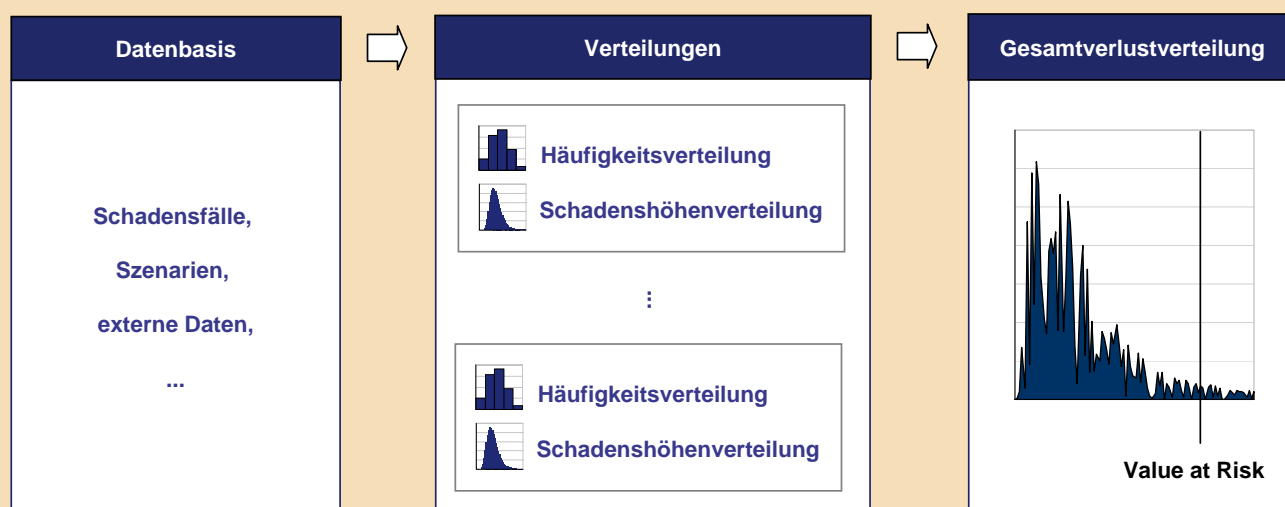 Datenbasis
Schadensfälle,
Szenarien,
externe Daten,
...
Verteilungen
Häufigkeitsverteilung
Schadenshöhenverteilung
...
Häufigkeitsverteilung
Schadenshöhenverteilung
Gesamtverlustverteilung
Value at Risk